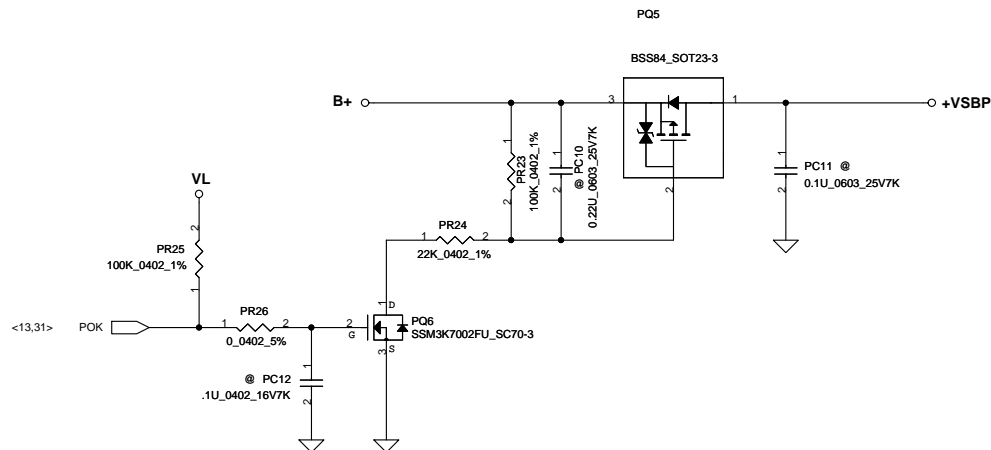 PQ5
BSS84_SOT23-3
B+
3
1
+VSBP
1
2
PR23
100K_0402_1%
1
2
@ PC10
0.22U_0603_25V7K
2
1
2
PC11 @
0.1U_0603_25V7K
VL
2
PR25
100K_0402_1%
1
PR24
1
2
22K_0402_1%
<13,31>
POK
PR26
1
2
0_0402_5%
1
D
2
G
PQ6
SSM3K7002FU_SC70-3
3
S
1
@ PC12
.1U_0402_16V7K
2